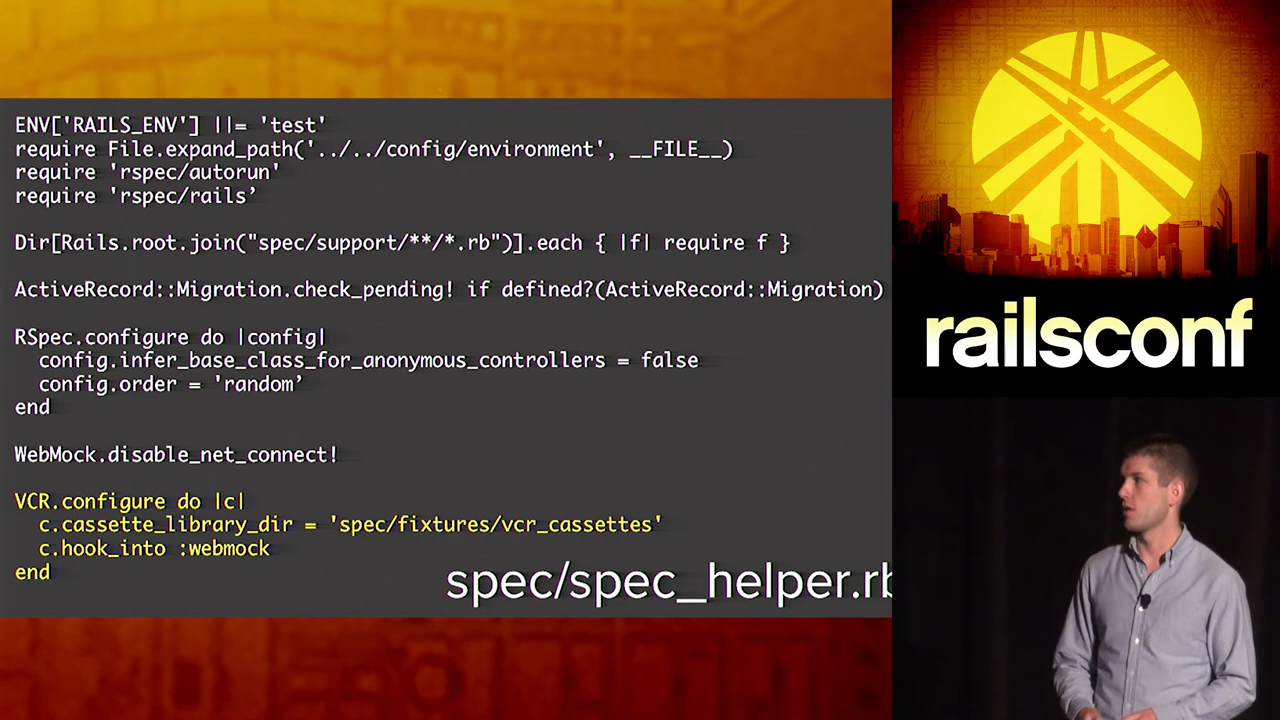 ENV['RAILS_ENV'] ||= 'test'
require File.expand_path('../../config/environment', __FILE__)
require 'rspec/autorun'
require 'rspec/rails’
Dir[Rails.root.join("spec/support/**/*.rb")].each { |f| require f }
ActiveRecord::Migration.check_pending! if defined?(ActiveRecord::Migration)
RSpec.configure do |config|
  config.infer_base_class_for_anonymous_controllers = false
  config.order = 'random’
end
WebMock.disable_net_connect!
VCR.configure do |c|
  c.cassette_library_dir = 'spec/fixtures/vcr_cassettes'
  c.hook_into :webmock
end
spec/spec_helper.rb
railsconf